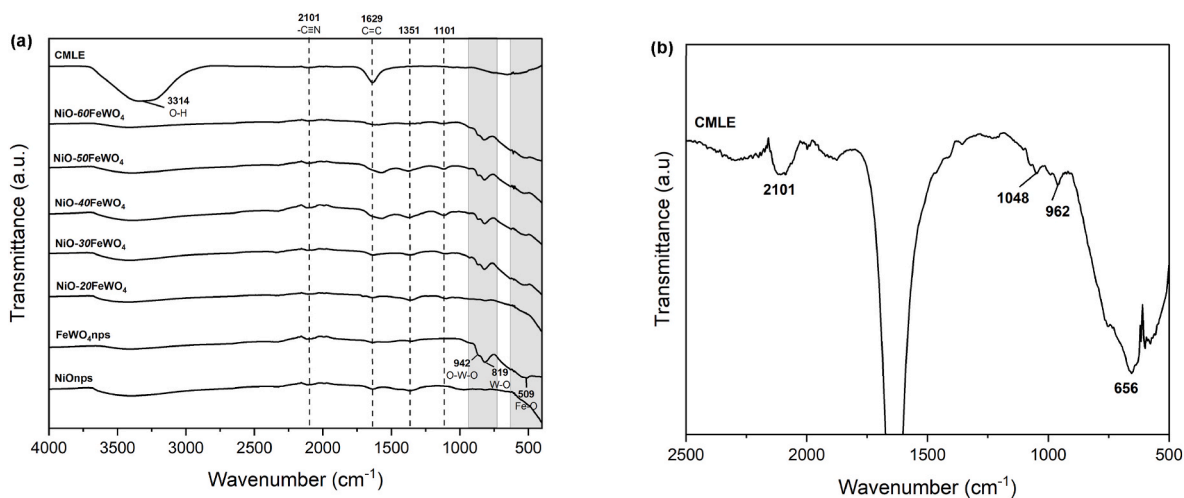 (a)
2101
-C≡N
1629
C=C
1351
1101
CMLE
3314
O-H
NiO-60FeWO₄
NiO-50FeWO₄
NiO-40FeWO₄
NiO-30FeWO₄
NiO-20FeWO₄
FeWO₄nps
942
O-W-O
819
W-O
509
Fe-O
NiOnps
Transmittance (a.u.)
4000 3500 3000 2500 2000 1500 1000 500
Wavenumber (cm⁻¹)
(b)
CMLE
2101
1048
962
656
Transmittance (a.u)
2500 2000 1500 1000 500
Wavenumber (cm⁻¹)